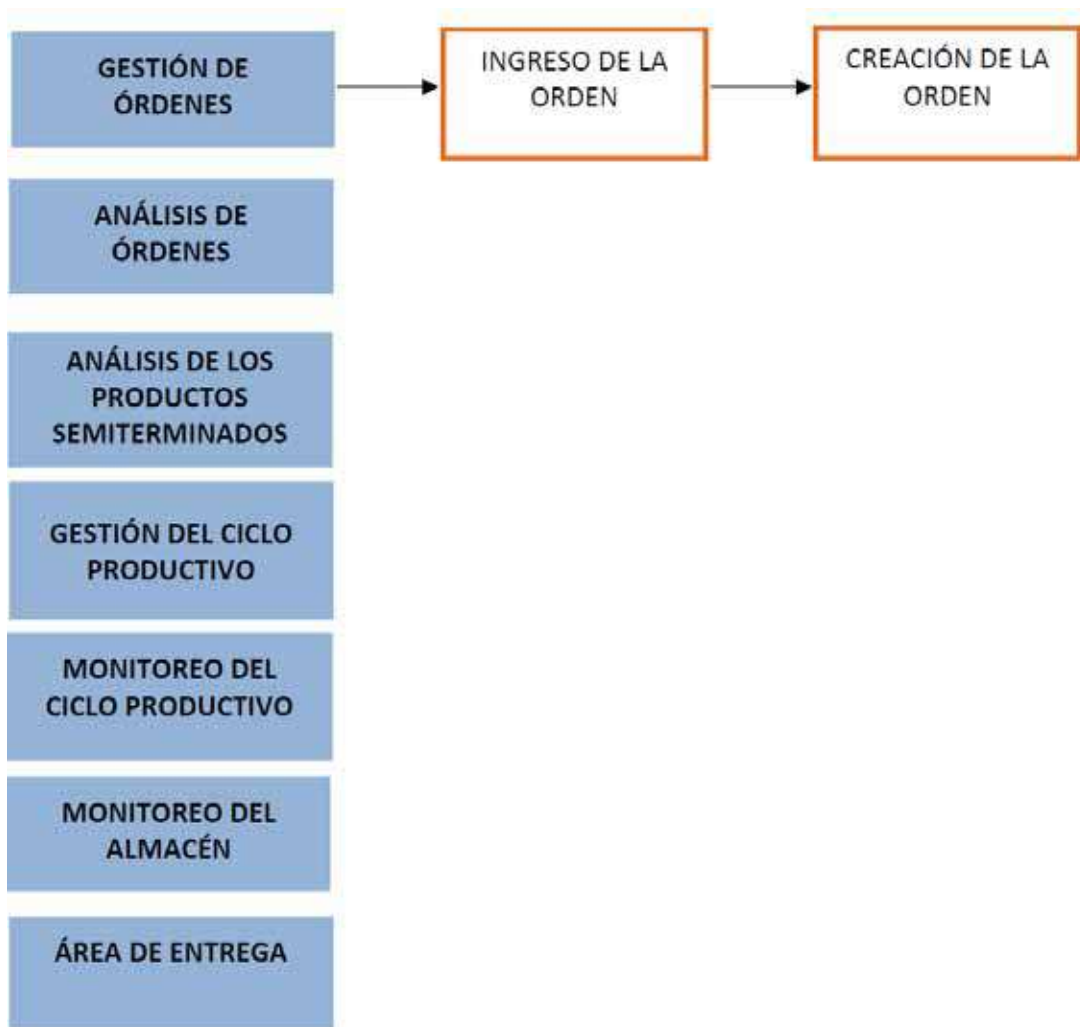 GESTIÓN DE
ÓRDENES
INGRESO DE LA
ORDEN
CREACIÓN DE LA
ORDEN
ANÁLISIS DE
ÓRDENES
ANÁLISIS DE LOS
PRODUCTOS
SEMITERMINADOS
GESTIÓN DEL CICLO
PRODUCTIVO
MONITOREO DEL
CICLO PRODUCTIVO
MONITOREO DEL
ALMACÉN
ÁREA DE ENTREGA